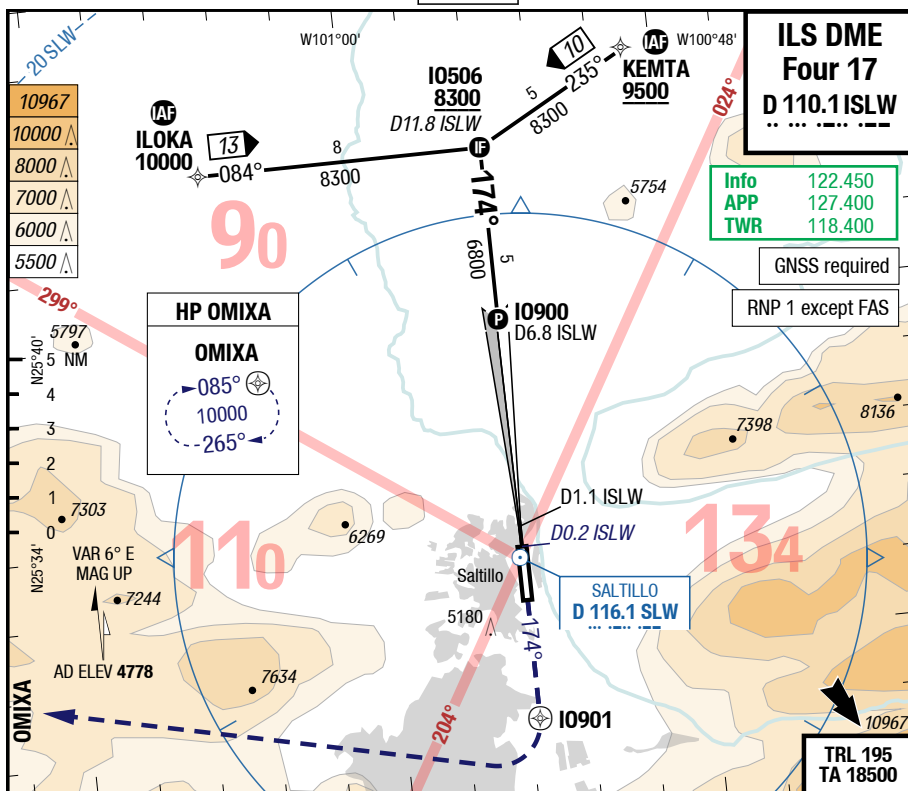 20 SLW
W101°00'
W100°48'
ILS DME
Four 17
D 110.1 ISLW
Info 122.450
APP 127.400
TWR 118.400
GNSS required
RNP 1 except FAS
10967
10000
8000
7000
6000
5500
IAF
ILOKA
10000
13
084°
8
8300
I0506
8300
D11.8 ISLW
IF
10
235°
5
8300
IAF
KEMTA
9500
024°
174°
6800
5
5754
90
299°
HP OMIXA
OMIXA
085°
10000
265°
P
I0900
D6.8 ISLW
5797
NM
N25°40'
5
4
3
2
1
0
N25°34'
7398
8136
7303
6269
110
134
D1.1 ISLW
D0.2 ISLW
VAR 6° E
MAG UP
7244
AD ELEV 4778
Saltillo
SALTILLO
D 116.1 SLW
5180
174°
7634
OMIXA
204°
I0901
10967
TRL 195
TA 18500